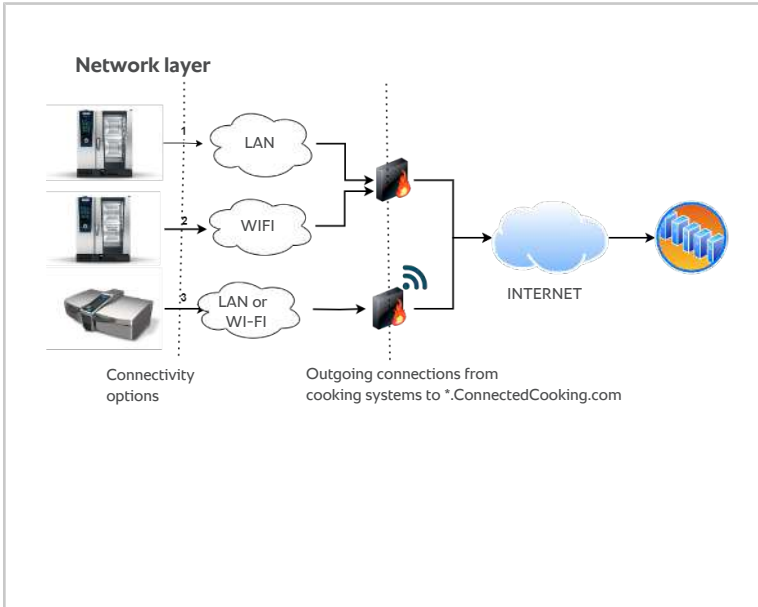 Network layer
1
LAN
2
WIFI
3
LAN or
WI-FI
INTERNET
Connectivity
options
Outgoing connections from
cooking systems to *.ConnectedCooking.com